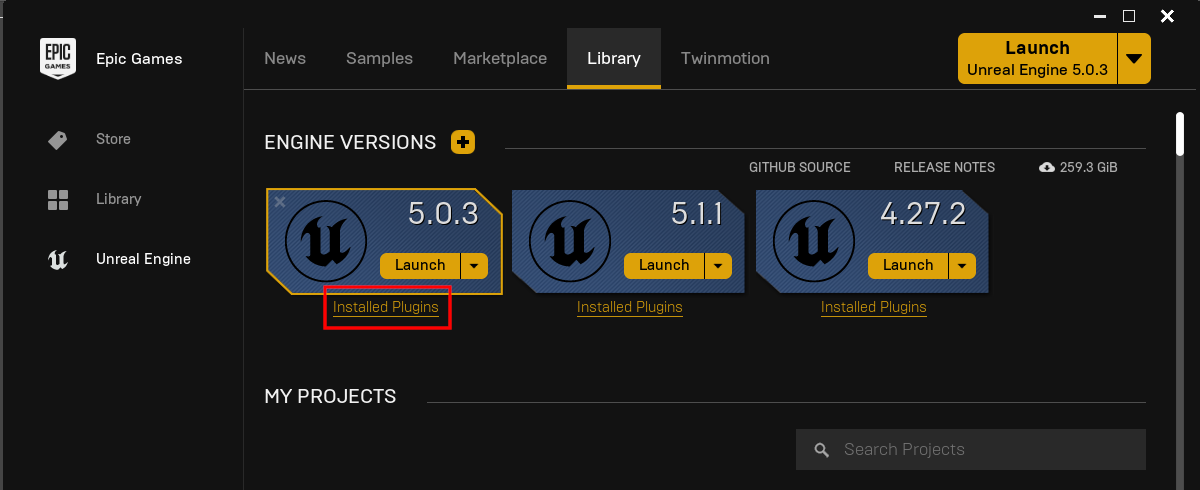 EPIC
GAMES
Epic Games
News Samples Marketplace Library Twinmotion
Launch
Unreal Engine 5.0.3
Store
Library
Unreal Engine
ENGINE VERSIONS
GITHUB SOURCE RELEASE NOTES 259.3 GiB
5.0.3
Launch
Installed Plugins
5.1.1
Launch
Installed Plugins
4.27.2
Launch
Installed Plugins
MY PROJECTS
Search Projects